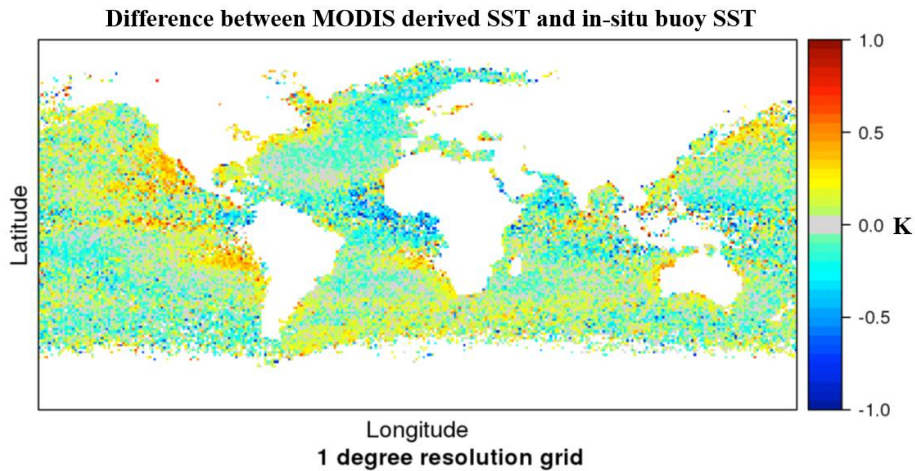 Difference between MODIS derived SST and in-situ buoy SST
1.0
0.5
0.0 K
-0.5
-1.0
Latitude
Longitude
1 degree resolution grid